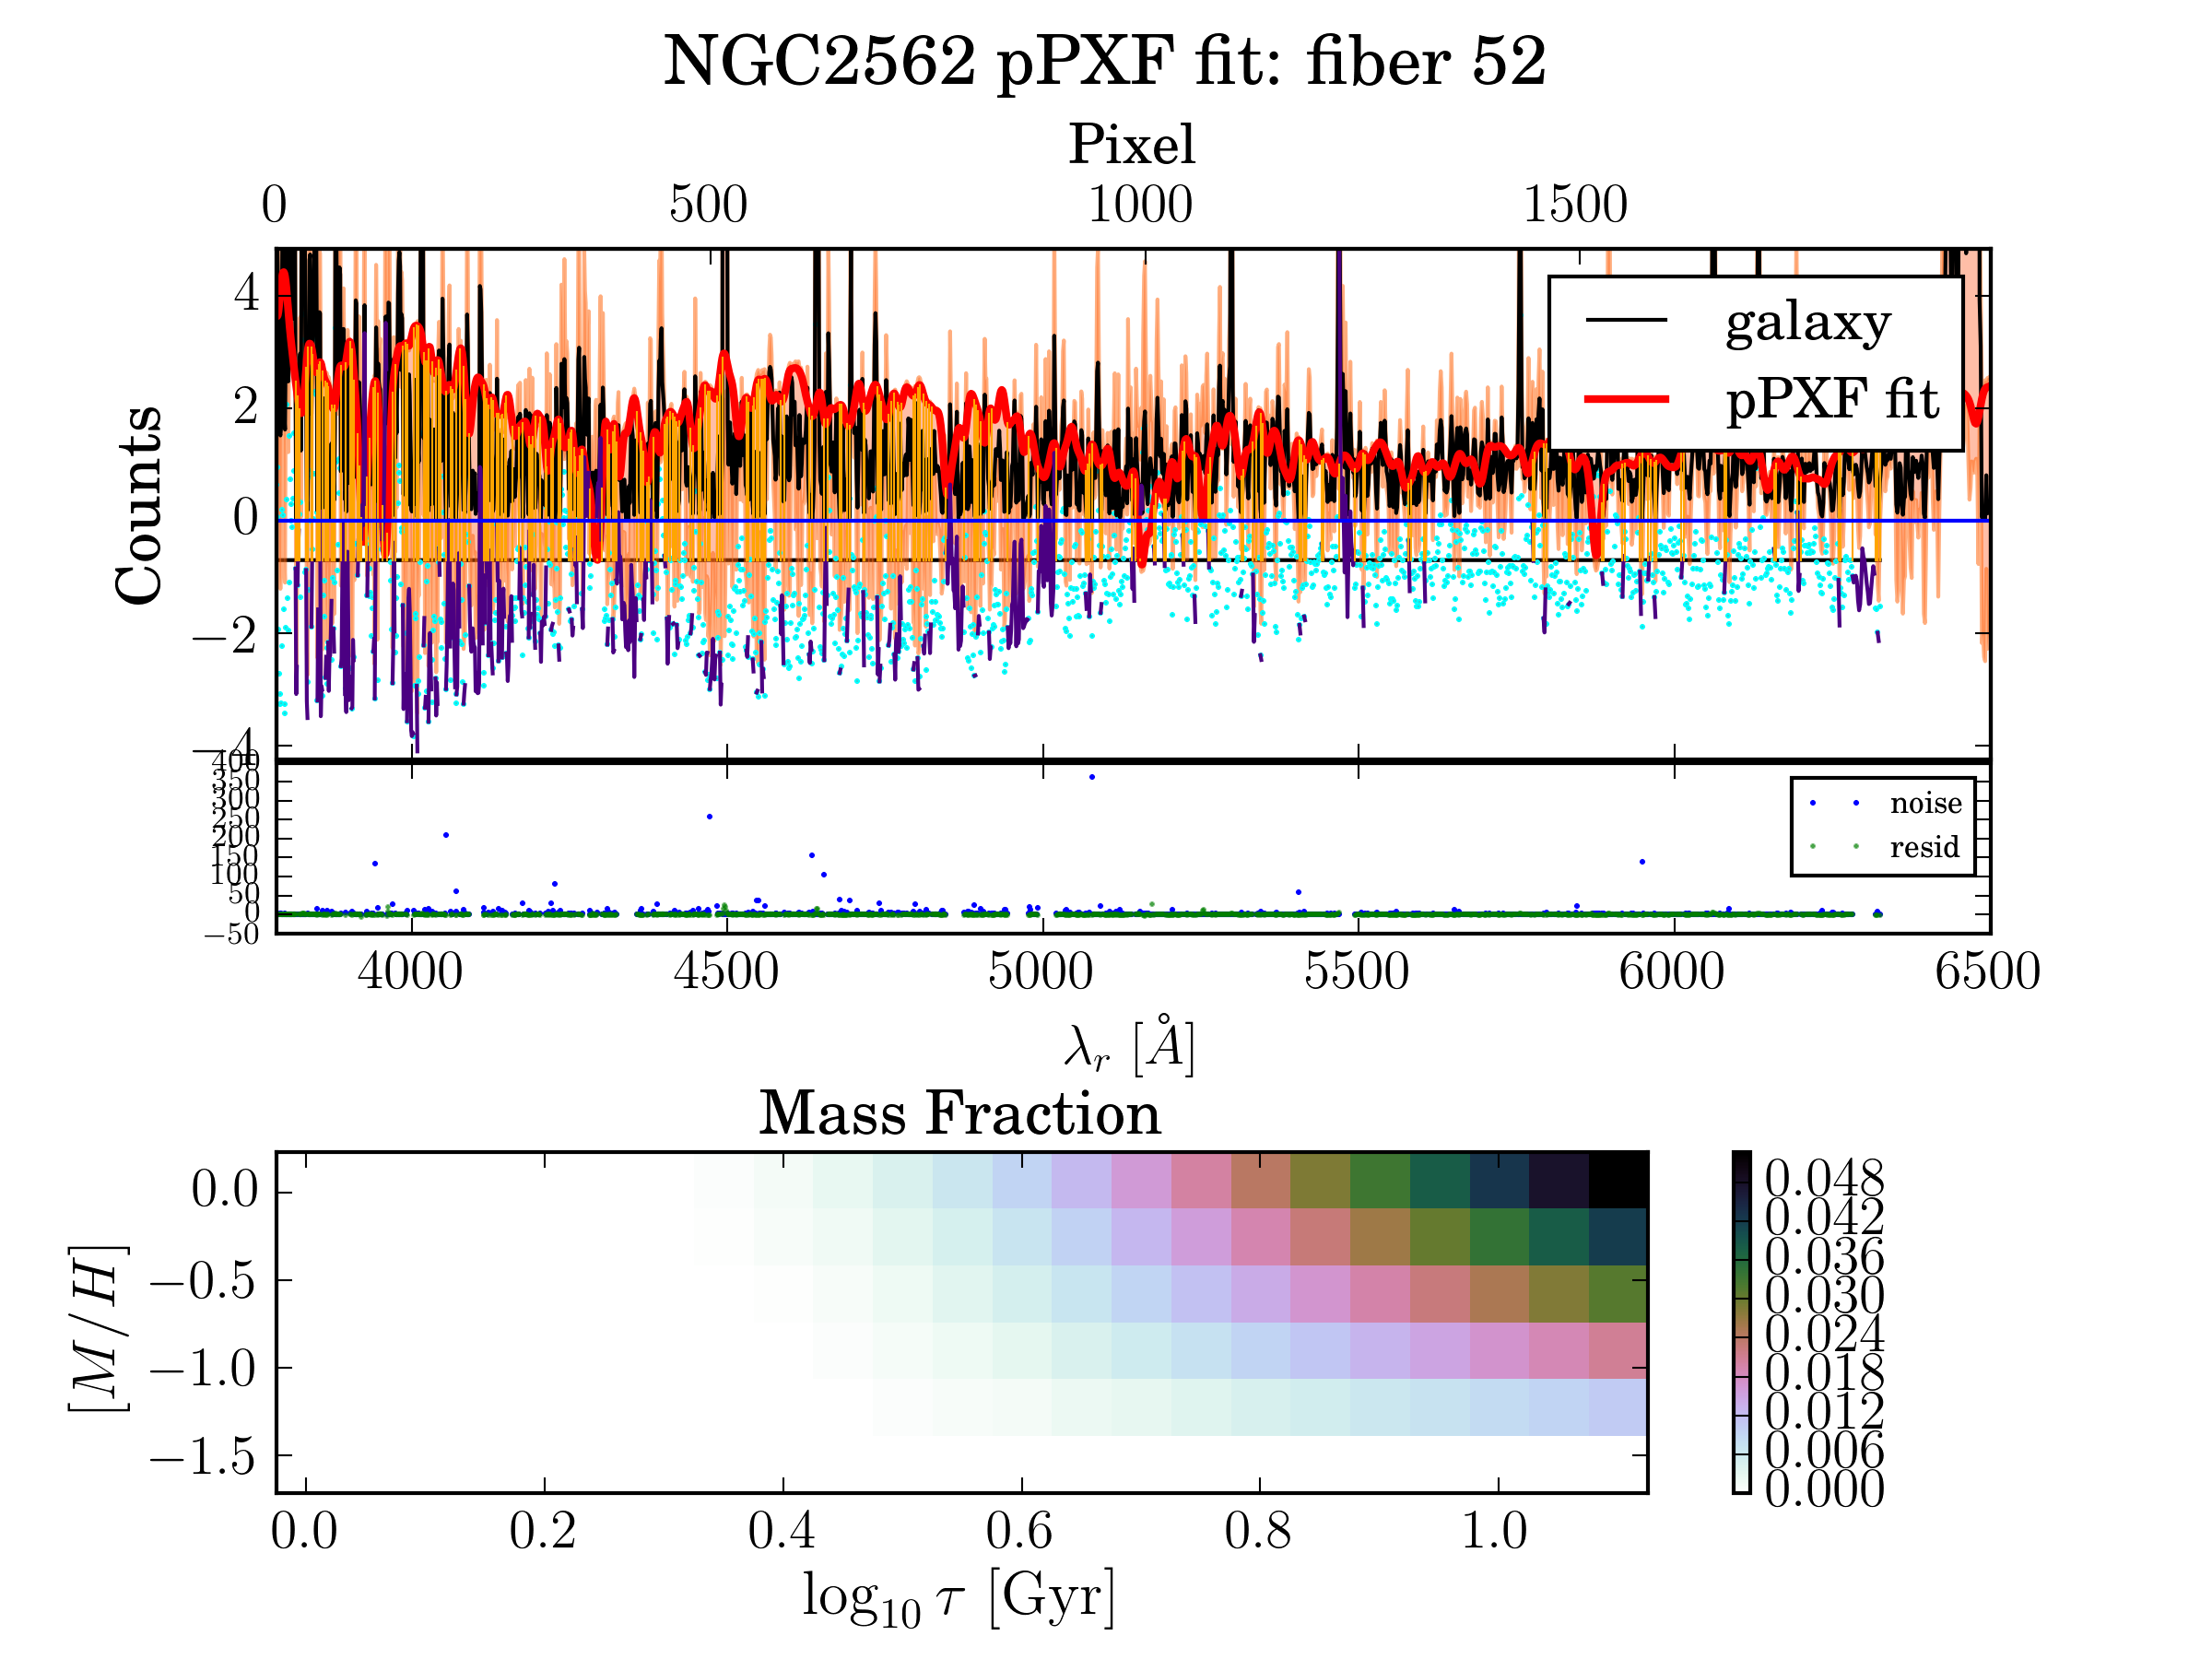 NGC2562 pPXF fit: fiber 52
Pixel
0 500 1000 1500
4
2
0
−2
−4
Counts
galaxy
pPXF fit
400
350
300
250
200
150
100
50
0
−50
noise
resid
4000 4500 5000 5500 6000 6500
λr [Å]
Mass Fraction
0.0
−0.5
−1.0
−1.5
[M/H]
0.048
0.042
0.036
0.030
0.024
0.018
0.012
0.006
0.000
0.0 0.2 0.4 0.6 0.8 1.0
log10 τ [Gyr]